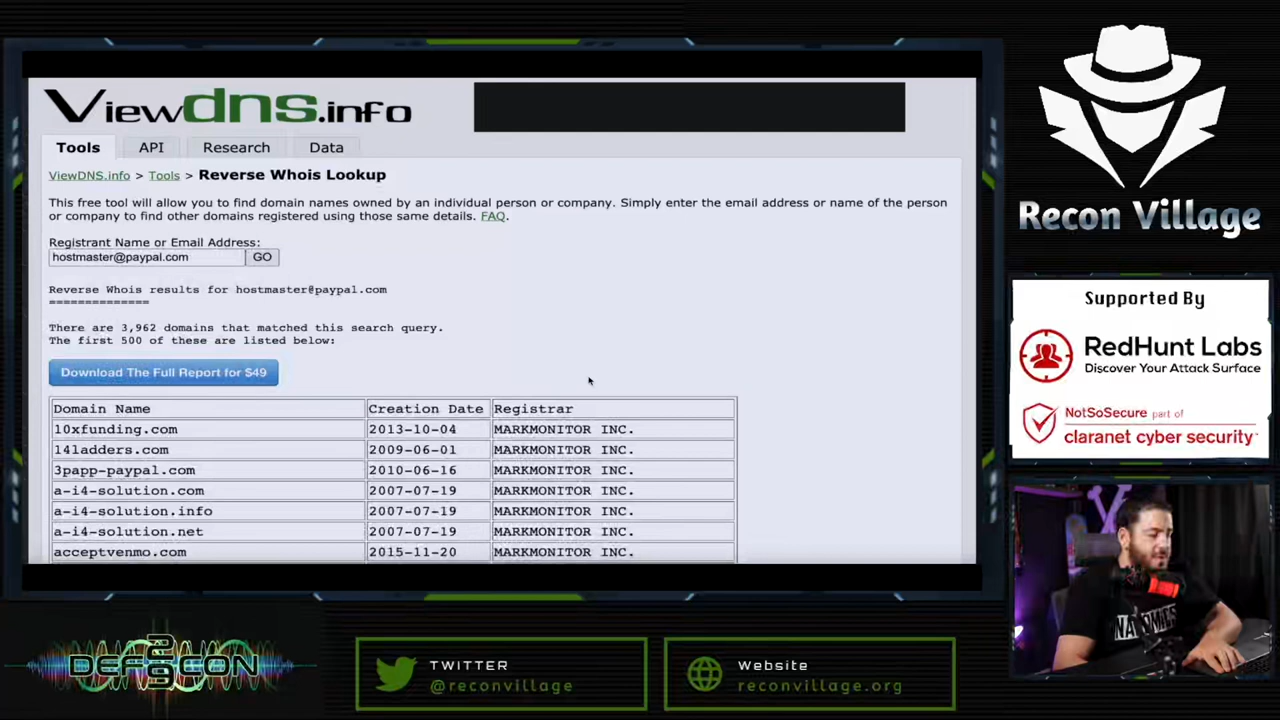 Viewdns.info
Tools
API
Research
Data
ViewDNS.info > Tools > Reverse Whois Lookup
This free tool will allow you to find domain names owned by an individual person or company. Simply enter the email address or name of the person
or company to find other domains registered using those same details. FAQ.
Registrant Name or Email Address:
hostmaster@paypal.com
GO
Reverse Whois results for hostmaster@paypal.com
==============
There are 3,962 domains that matched this search query.
The first 500 of these are listed below:
Download The Full Report for $49
Domain Name Creation Date Registrar
10xfunding.com 2013-10-04 MARKMONITOR INC.
14ladders.com 2009-06-01 MARKMONITOR INC.
3papp-paypal.com 2010-06-16 MARKMONITOR INC.
a-i4-solution.com 2007-07-19 MARKMONITOR INC.
a-i4-solution.info 2007-07-19 MARKMONITOR INC.
a-i4-solution.net 2007-07-19 MARKMONITOR INC.
acceptvenmo.com 2015-11-20 MARKMONITOR INC.
Recon Village
Supported By
RedHunt Labs
Discover Your Attack Surface
NotSoSecure part of
claranet cyber security
DEF CON
29
TWITTER
@reconvillage
Website
reconvillage.org